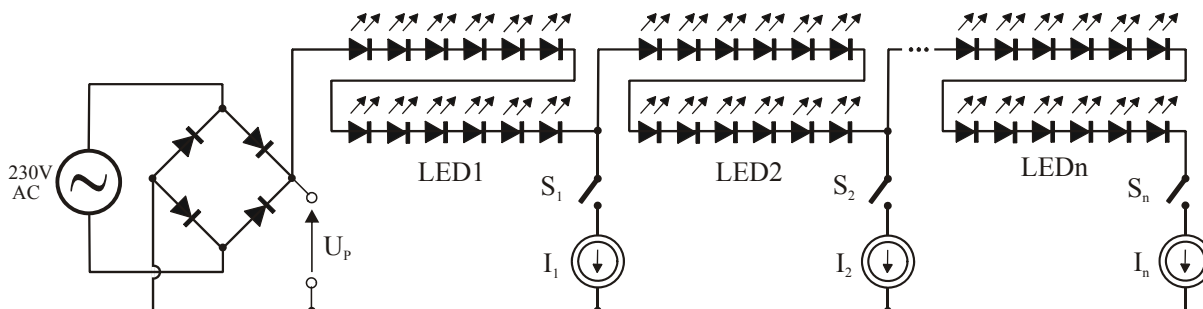 230V
AC
U_P
LED1
S_1
I_1
LED2
S_2
I_2
...
LEDn
S_n
I_n